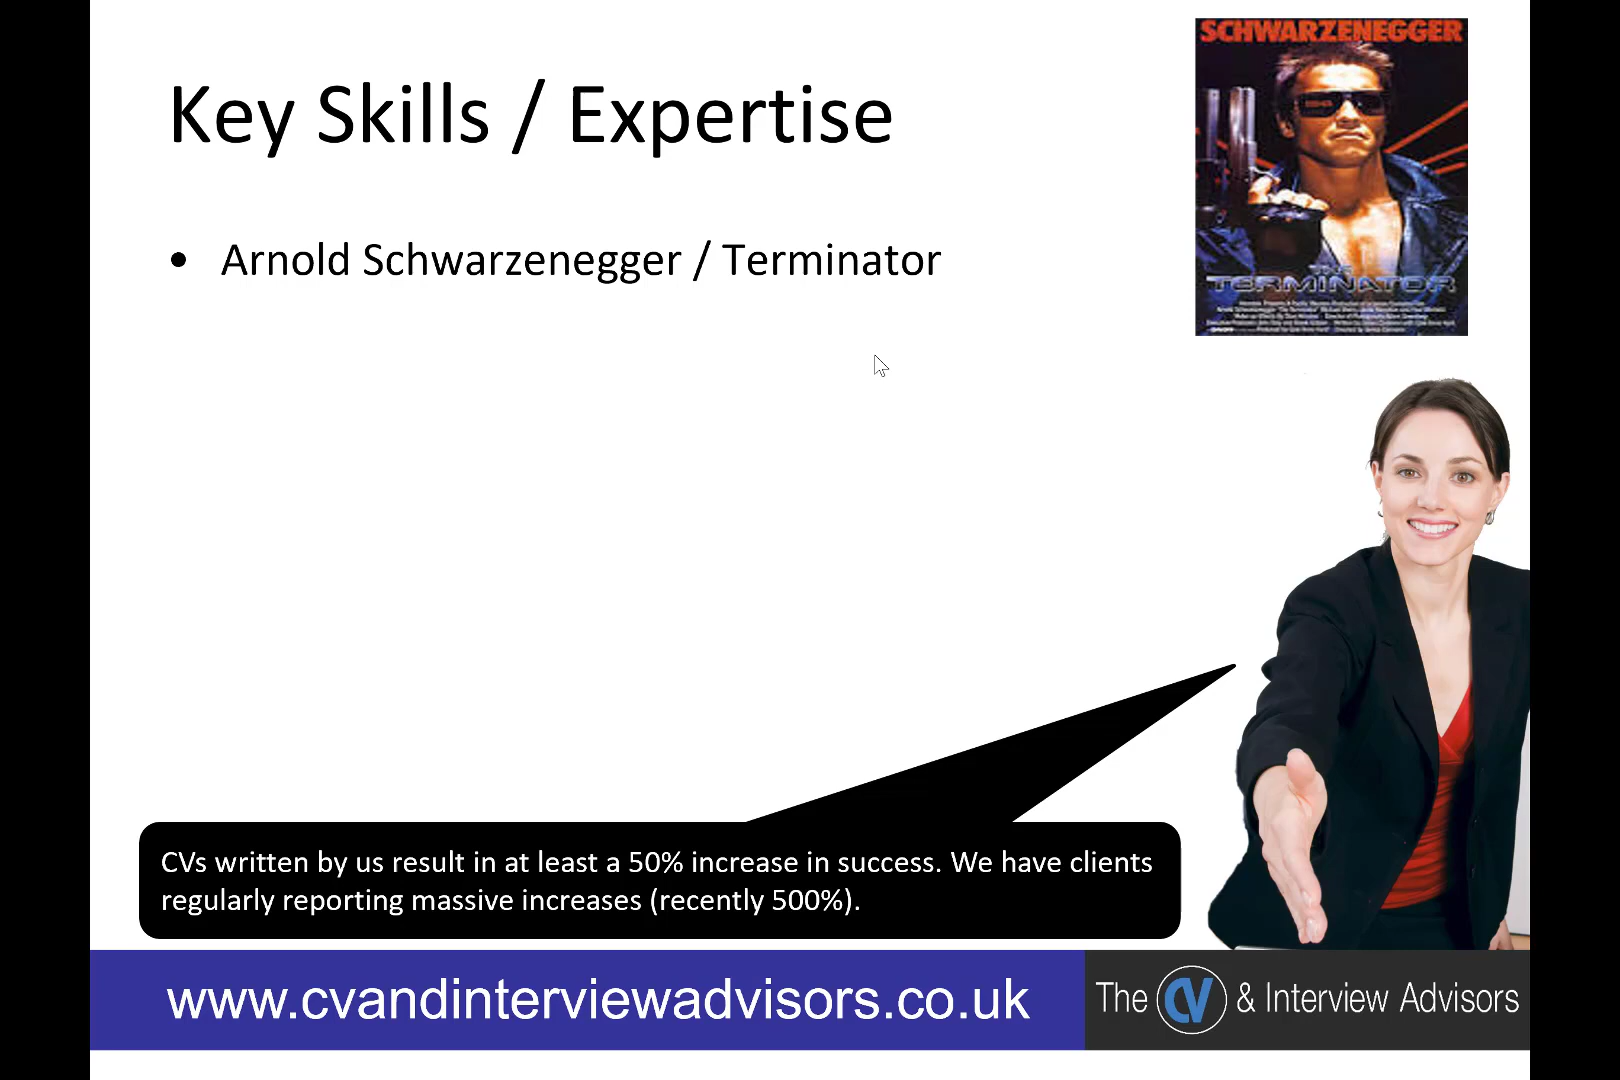 SCHWARZENEGGER
Key Skills / Expertise
• Arnold Schwarzenegger / Terminator
THE
TERMINATOR
CVs written by us result in at least a 50% increase in success. We have clients
regularly reporting massive increases (recently 500%).
www.cvandinterviewadvisors.co.uk
The CV & Interview Advisors